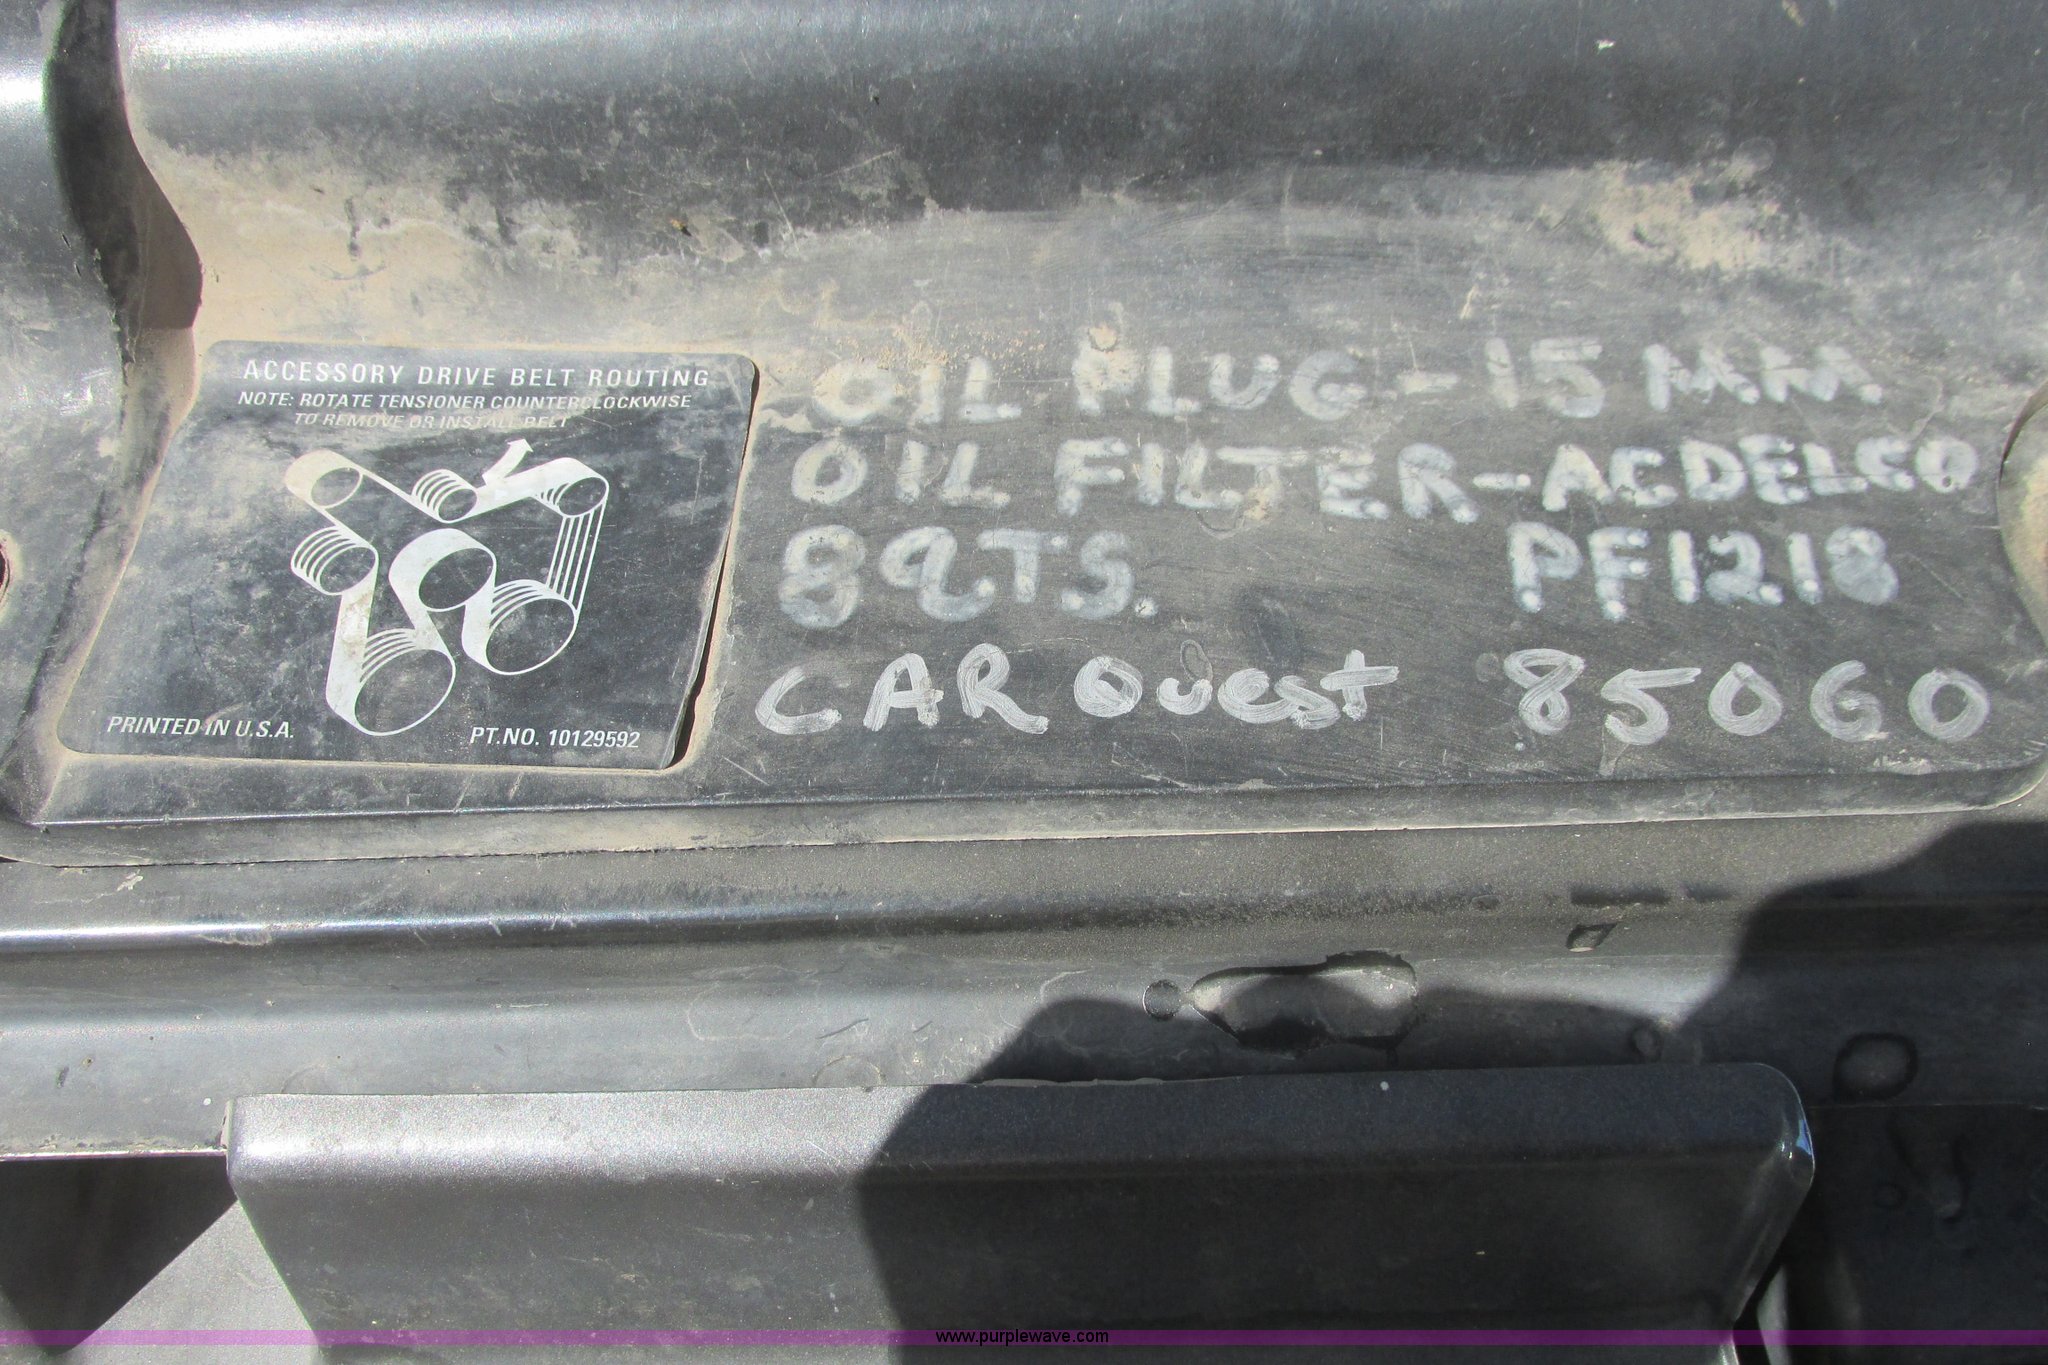 ACCESSORY DRIVE BELT ROUTING
NOTE: ROTATE TENSIONER COUNTERCLOCKWISE
TO REMOVE OR INSTALL BELT
PRINTED IN U.S.A.
PT.NO. 10129592
OIL PLUG - 15 MM
OIL FILTER - ACDELCO
8 QTS. PF1218
CAR Quest 85060
www.purplewave.com